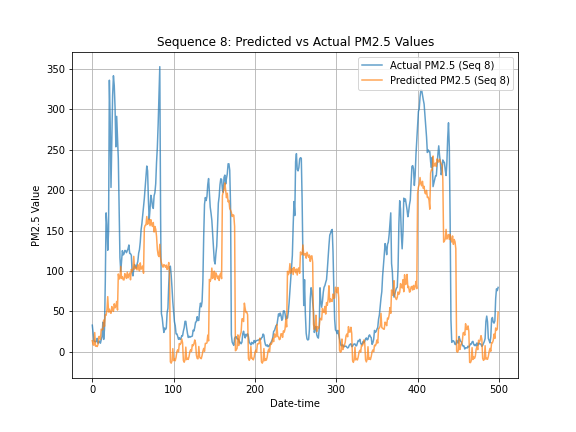 Sequence 8: Predicted vs Actual PM2.5 Values
Actual PM2.5 (Seq 8)
Predicted PM2.5 (Seq 8)
PM2.5 Value
350
300
250
200
150
100
50
0
0
100
200
300
400
500
Date-time